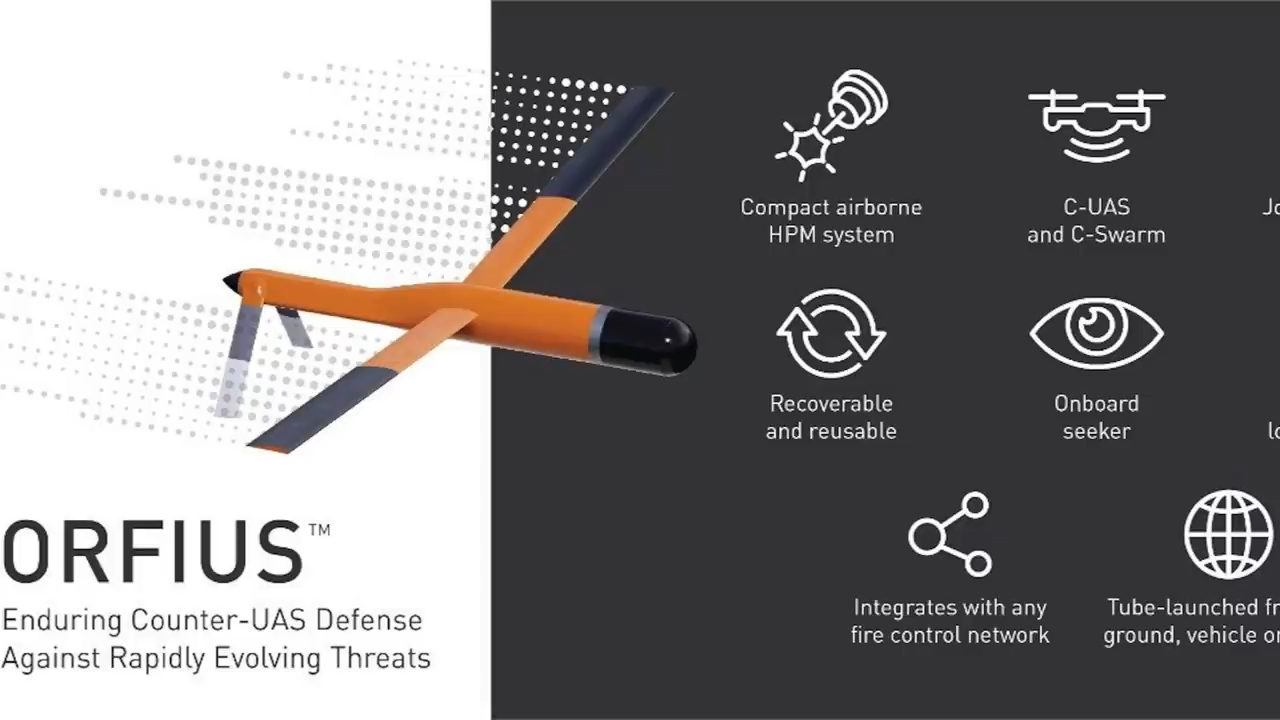 ORFIUS™
Enduring Counter-UAS Defense
Against Rapidly Evolving Threats
Compact airborne
HPM system
C-UAS
and C-Swarm
Recoverable
and reusable
Onboard
seeker
Integrates with any
fire control network
Tube-launched
ground, vehicle